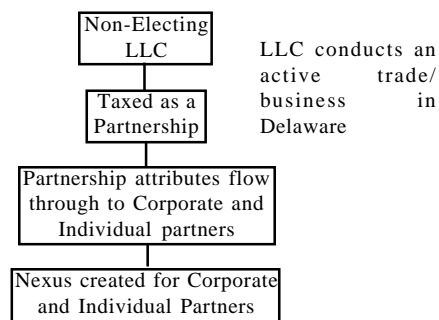 Non-Electing
LLC
Taxed as a
Partnership
Partnership attributes flow
through to Corporate and
Individual partners
Nexus created for Corporate
and Individual Partners
LLC conducts an
active trade/
business in
Delaware